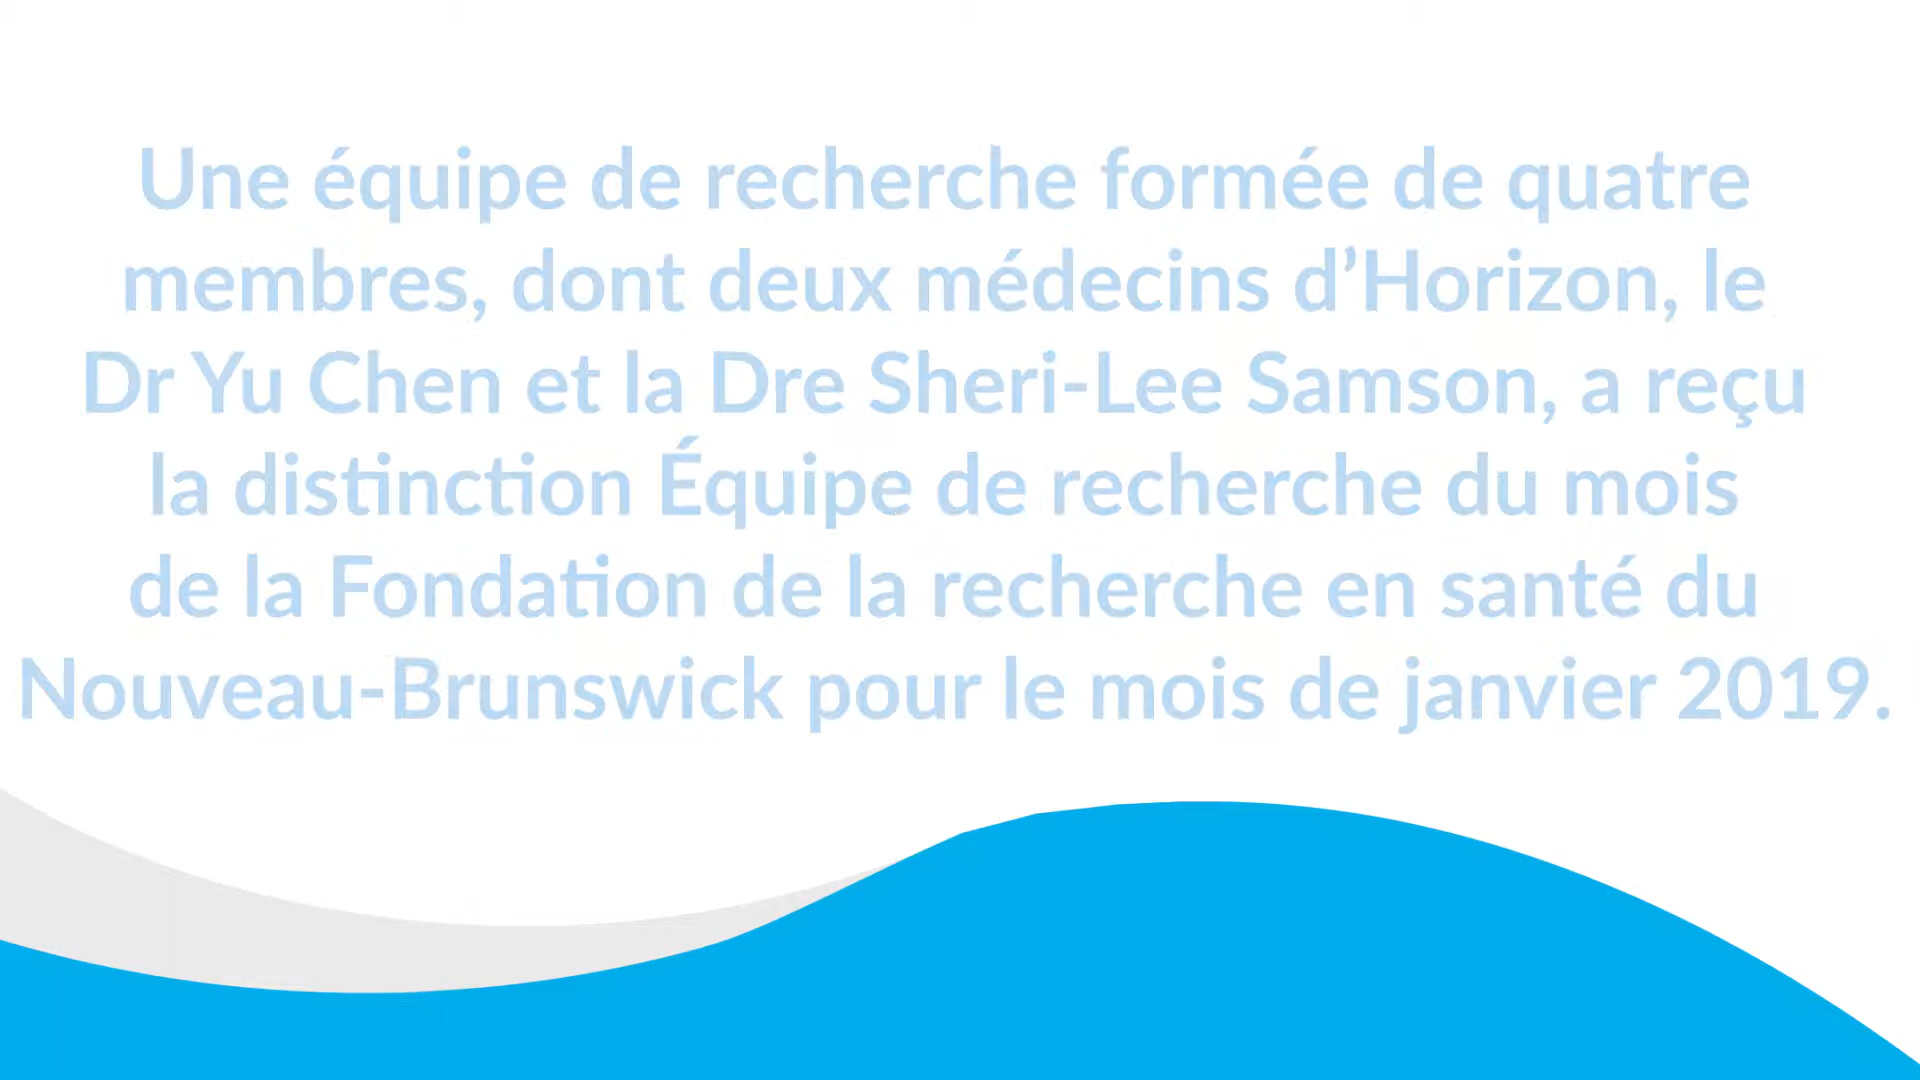 Une équipe de recherche formée de quatre
membres, dont deux médecins d’Horizon, le
Dr Yu Chen et la Dre Sheri-Lee Samson, a reçu
la distinction Équipe de recherche du mois
de la Fondation de la recherche en santé du
Nouveau-Brunswick pour le mois de janvier 2019.